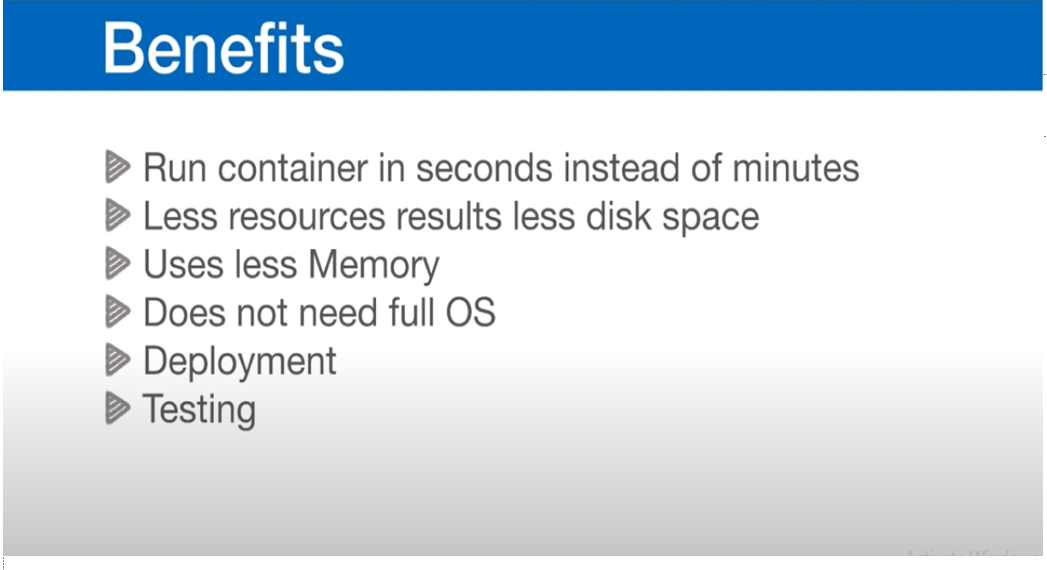 Benefits
Run container in seconds instead of minutes
Less resources results less disk space
Uses less Memory
Does not need full OS
Deployment
Testing